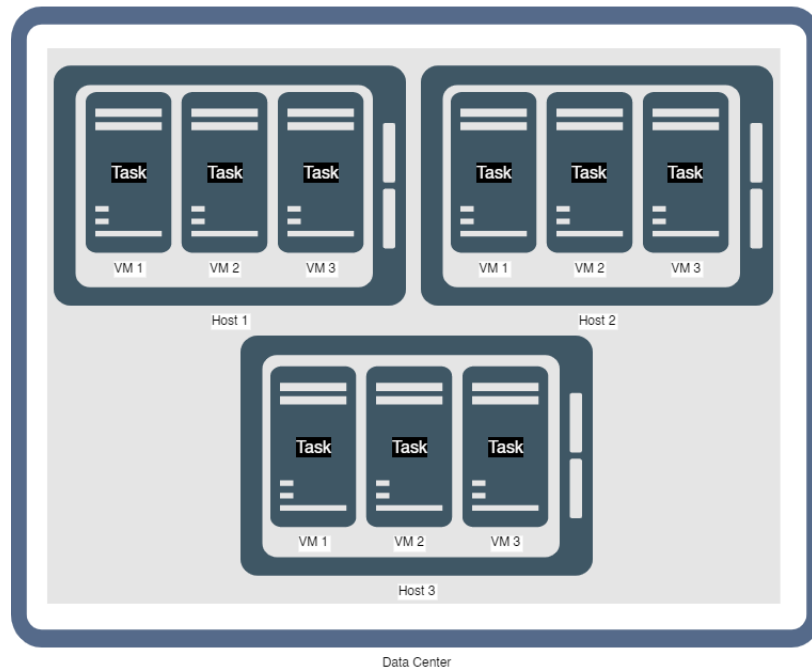 Task Task Task Task Task Task
VM 1 VM 2 VM 3 VM 1 VM 2 VM 3
Host 1 Host 2
Task Task Task
VM 1 VM 2 VM 3
Host 3
Data Center